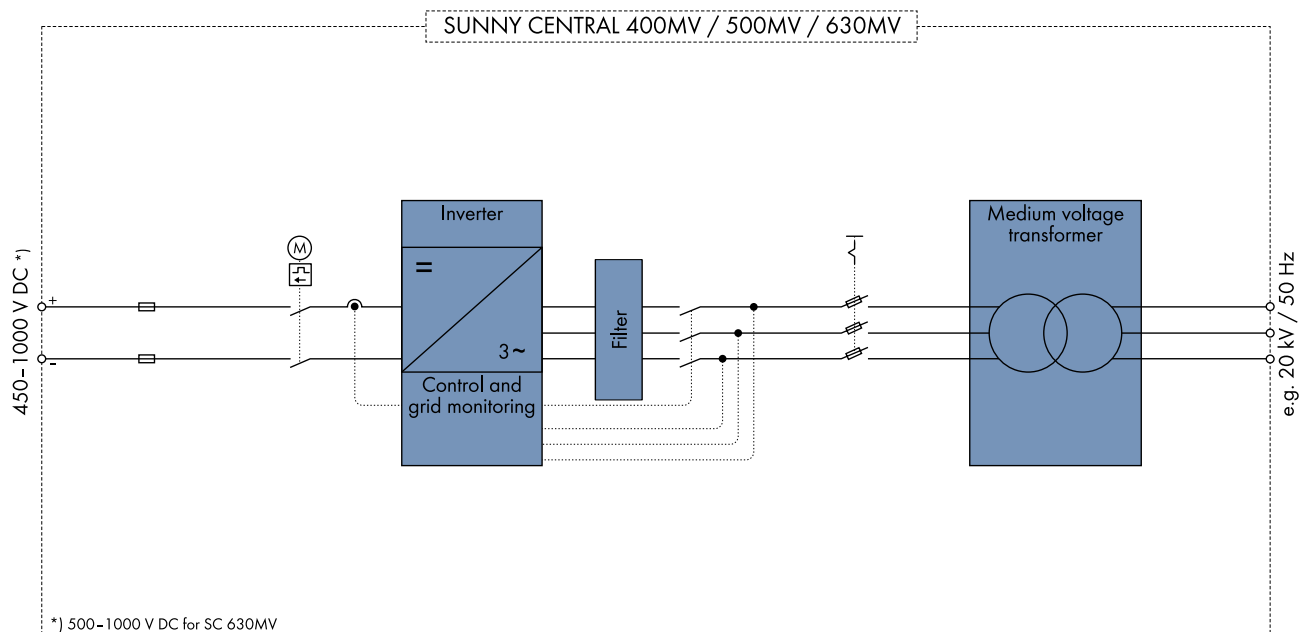 SUNNY CENTRAL 400MV / 500MV / 630MV
450–1000 V DC *)
+
-
M
Inverter
=
3~
Control and
grid monitoring
Filter
Medium voltage
transformer
e.g. 20 kV / 50 Hz
*) 500–1000 V DC for SC 630MV